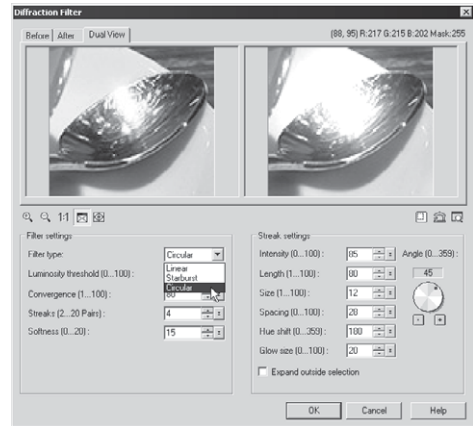 Diffraction Filter
Before After Dual View (88, 95) R:217 G:215 B:202 Mask:255
1:1
Filter settings
Filter type: Circular
Linear
Starburst
Circular
Luminosity threshold (0...100):
Convergence (1...100): 80
Streaks (2...20 Pairs): 4
Softness (0...20): 15
Streak settings
Intensity (0...100): 85 Angle (0...359):
Length (1...100): 80 45
Size (1...100): 12
Spacing (0...100): 20
Hue shift (0...359): 180
Glow size (0...100): 20
Expand outside selection
OK Cancel Help